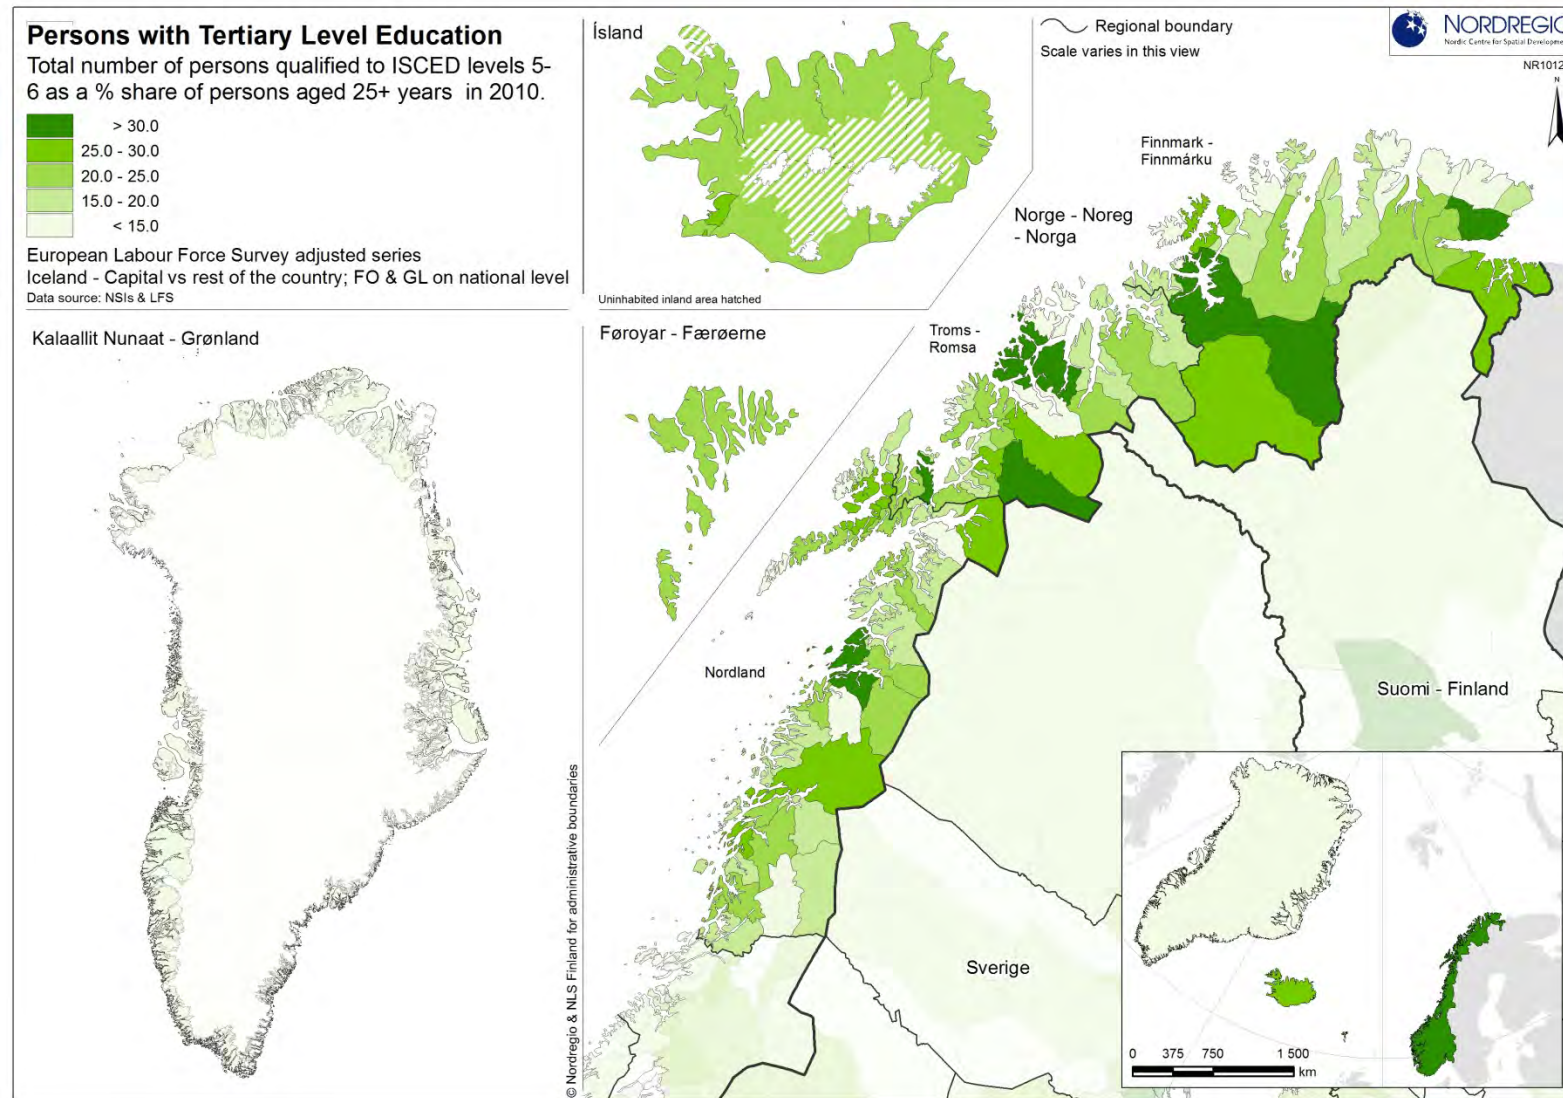 Persons with Tertiary Level Education
Total number of persons qualified to ISCED levels 5-
6 as a % share of persons aged 25+ years in 2010.
> 30.0
25.0 - 30.0
20.0 - 25.0
15.0 - 20.0
< 15.0
European Labour Force Survey adjusted series
Iceland - Capital vs rest of the country; FO & GL on national level
Data source: NSIs & LFS
Kalaallit Nunaat - Grønland
Ísland
Uninhabited inland area hatched
Føroyar - Færøerne
Regional boundary
Scale varies in this view
NORDREGIO
Nordic Centre for Spatial Developme
NR1012
N
Finnmark -
Finnmárku
Norge - Noreg
- Norga
Troms -
Romsa
Nordland
Suomi - Finland
Sverige
© Nordregio & NLS Finland for administrative boundaries
0 375 750 1 500
km